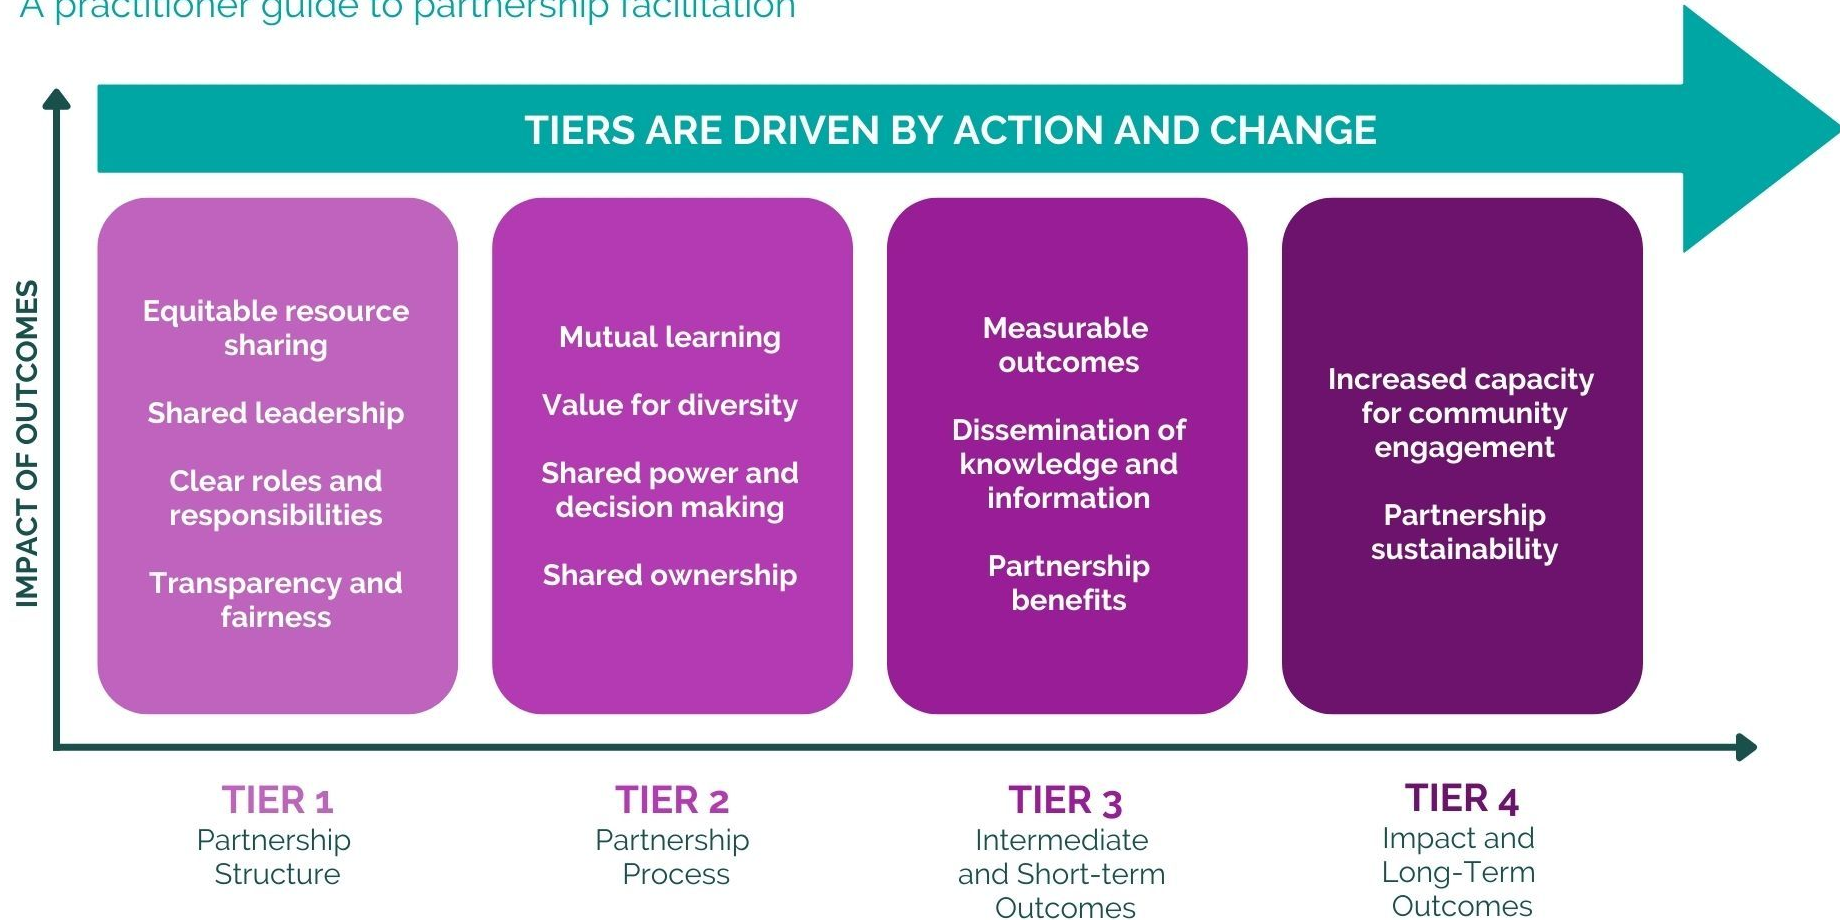 A practitioner guide to partnership facilitation
TIERS ARE DRIVEN BY ACTION AND CHANGE
IMPACT OF OUTCOMES
Equitable resource
sharing
Shared leadership
Clear roles and
responsibilities
Transparency and
fairness
Mutual learning
Value for diversity
Shared power and
decision making
Shared ownership
Measurable
outcomes
Dissemination of
knowledge and
information
Partnership
benefits
Increased capacity
for community
engagement
Partnership
sustainability
TIER 1
Partnership
Structure
TIER 2
Partnership
Process
TIER 3
Intermediate
and Short-term
Outcomes
TIER 4
Impact and
Long-Term
Outcomes